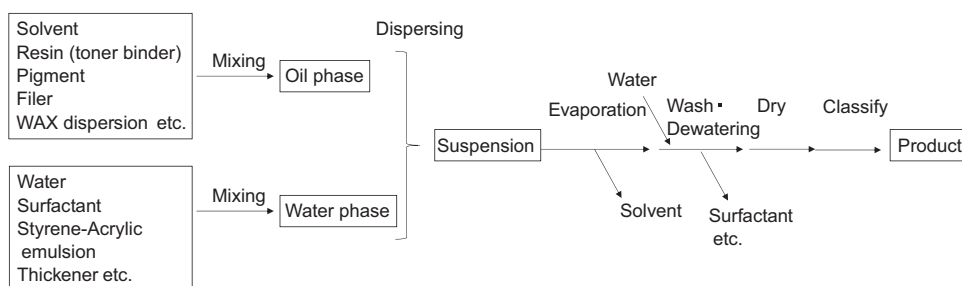 Solvent
Resin (toner binder)
Pigment
Filer
WAX dispersion etc.
Mixing
Oil phase
Water
Surfactant
Styrene-Acrylic
emulsion
Thickener etc.
Mixing
Water phase
Dispersing
Suspension
Evaporation
Solvent
Water
Wash・
Dewatering
Surfactant
etc.
Dry
Classify
Product